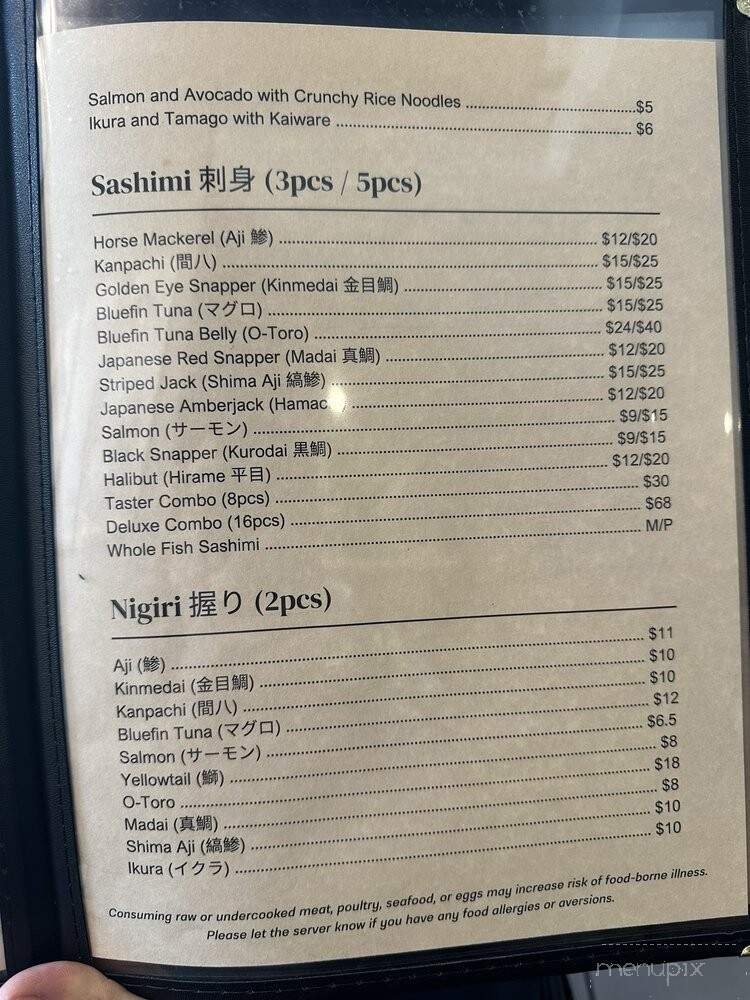 Salmon and Avocado with Crunchy Rice Noodles $5
Ikura and Tamago with Kaiware $6
Sashimi 刺身 (3pcs / 5pcs)
Horse Mackerel (Aji 鯵) $12/$20
Kanpachi (間八) $15/$25
Golden Eye Snapper (Kinmedai 金目鯛) $15/$25
Bluefin Tuna (マグロ) $15/$25
Bluefin Tuna Belly (O-Toro) $24/$40
Japanese Red Snapper (Madai 真鯛) $12/$20
Striped Jack (Shima Aji 縞鯵) $15/$25
Japanese Amberjack (Hamac $12/$20
Salmon (サーモン) $9/$15
Black Snapper (Kurodai 黒鯛) $9/$15
Halibut (Hirame 平目) $12/$20
Taster Combo (8pcs) $30
Deluxe Combo (16pcs) $68
Whole Fish Sashimi M/P
Nigiri 握り (2pcs)
Aji (鯵) $11
Kinmedai (金目鯛) $10
Kanpachi (間八) $10
Bluefin Tuna (マグロ) $12
Salmon (サーモン) $6.5
Yellowtail (鰤) $8
O-Toro $18
Madai (真鯛) $8
Shima Aji (縞鯵) $10
Ikura (イクラ) $10
Consuming raw or undercooked meat, poultry, seafood, or eggs may increase risk of food-borne illness.
Please let the server know if you have any food allergies or aversions.
menupix